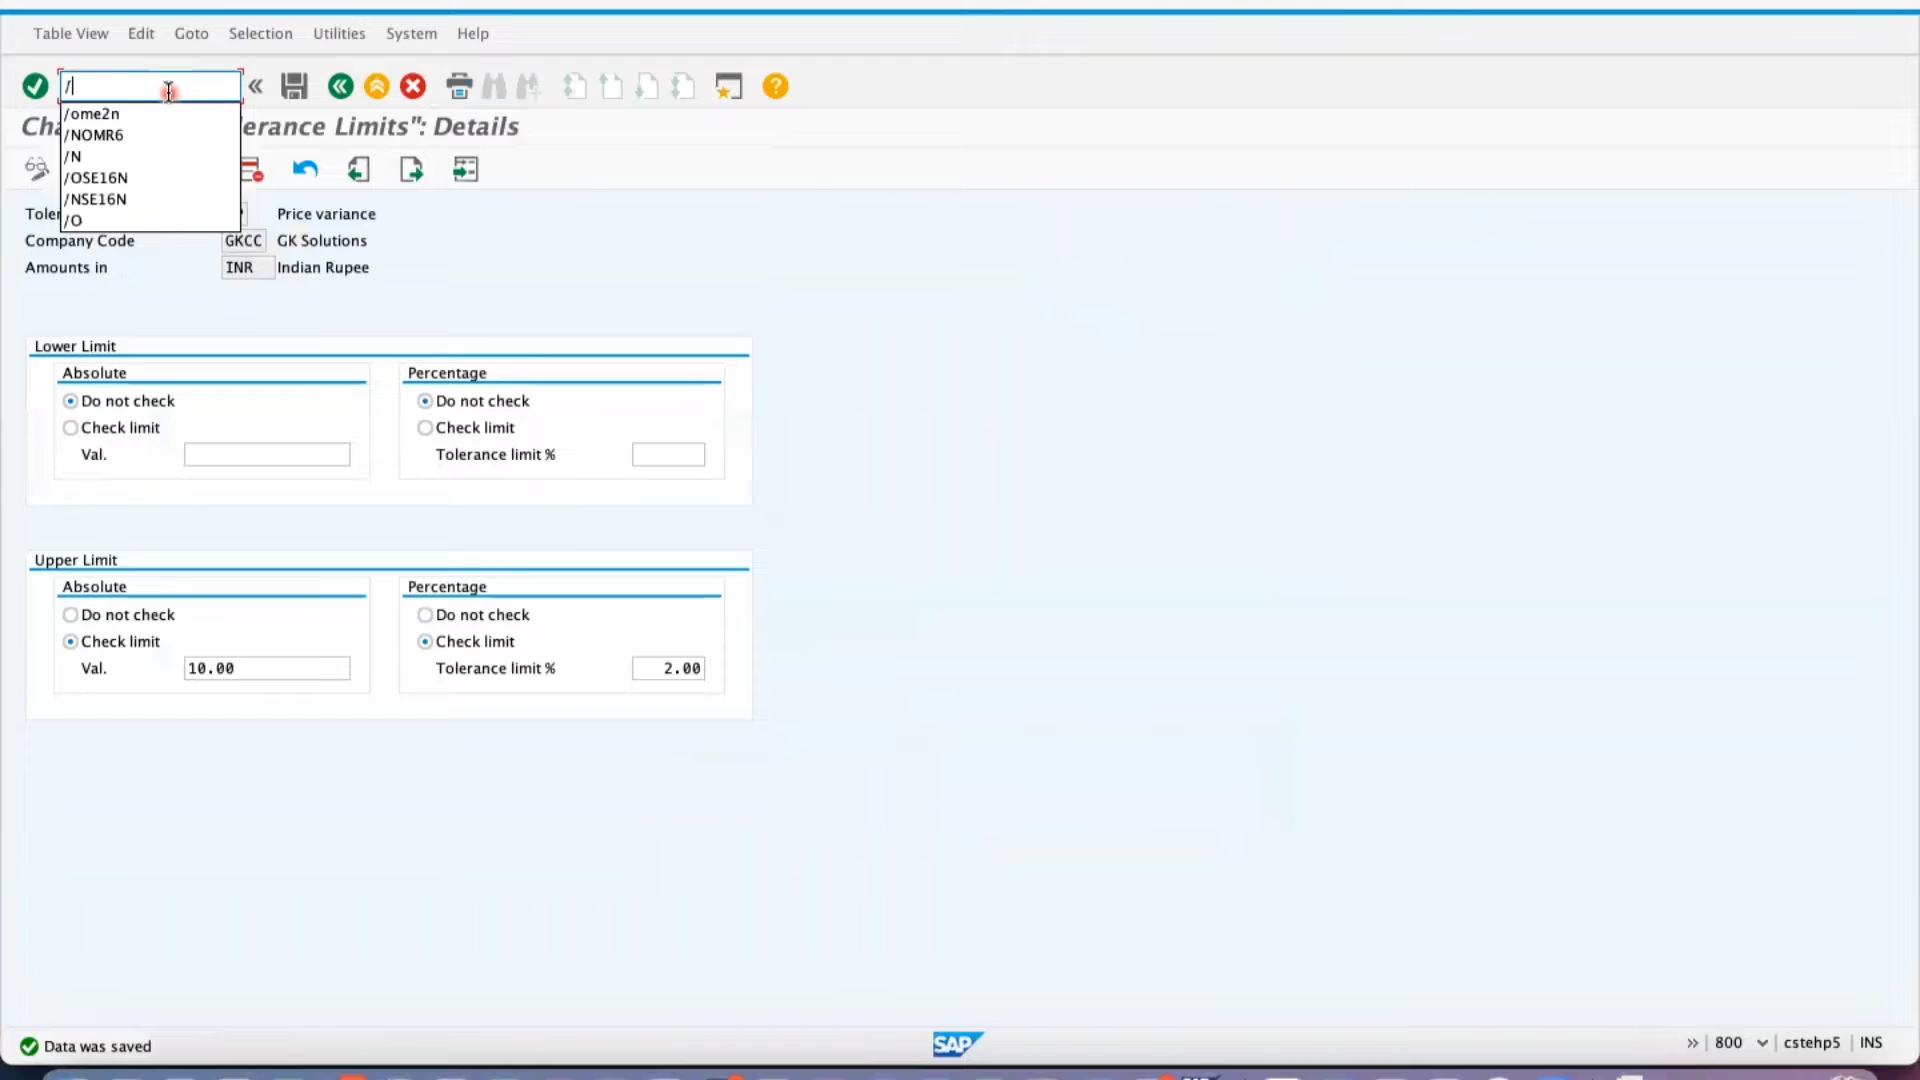 Table View Edit Goto Selection Utilities System Help
/
«
?
/ome2n
/NOMR6
/N
/OSE16N
/NSE16N
/O
Cha erance Limits": Details
Toler Price variance
Company Code GKCC GK Solutions
Amounts in INR Indian Rupee
Lower Limit
Absolute Percentage
Do not check Do not check
Check limit Check limit
Val. Tolerance limit %
Upper Limit
Absolute Percentage
Do not check Do not check
Check limit Check limit
Val. 10.00 Tolerance limit % 2.00
Data was saved SAP » 800 cstehp5 INS